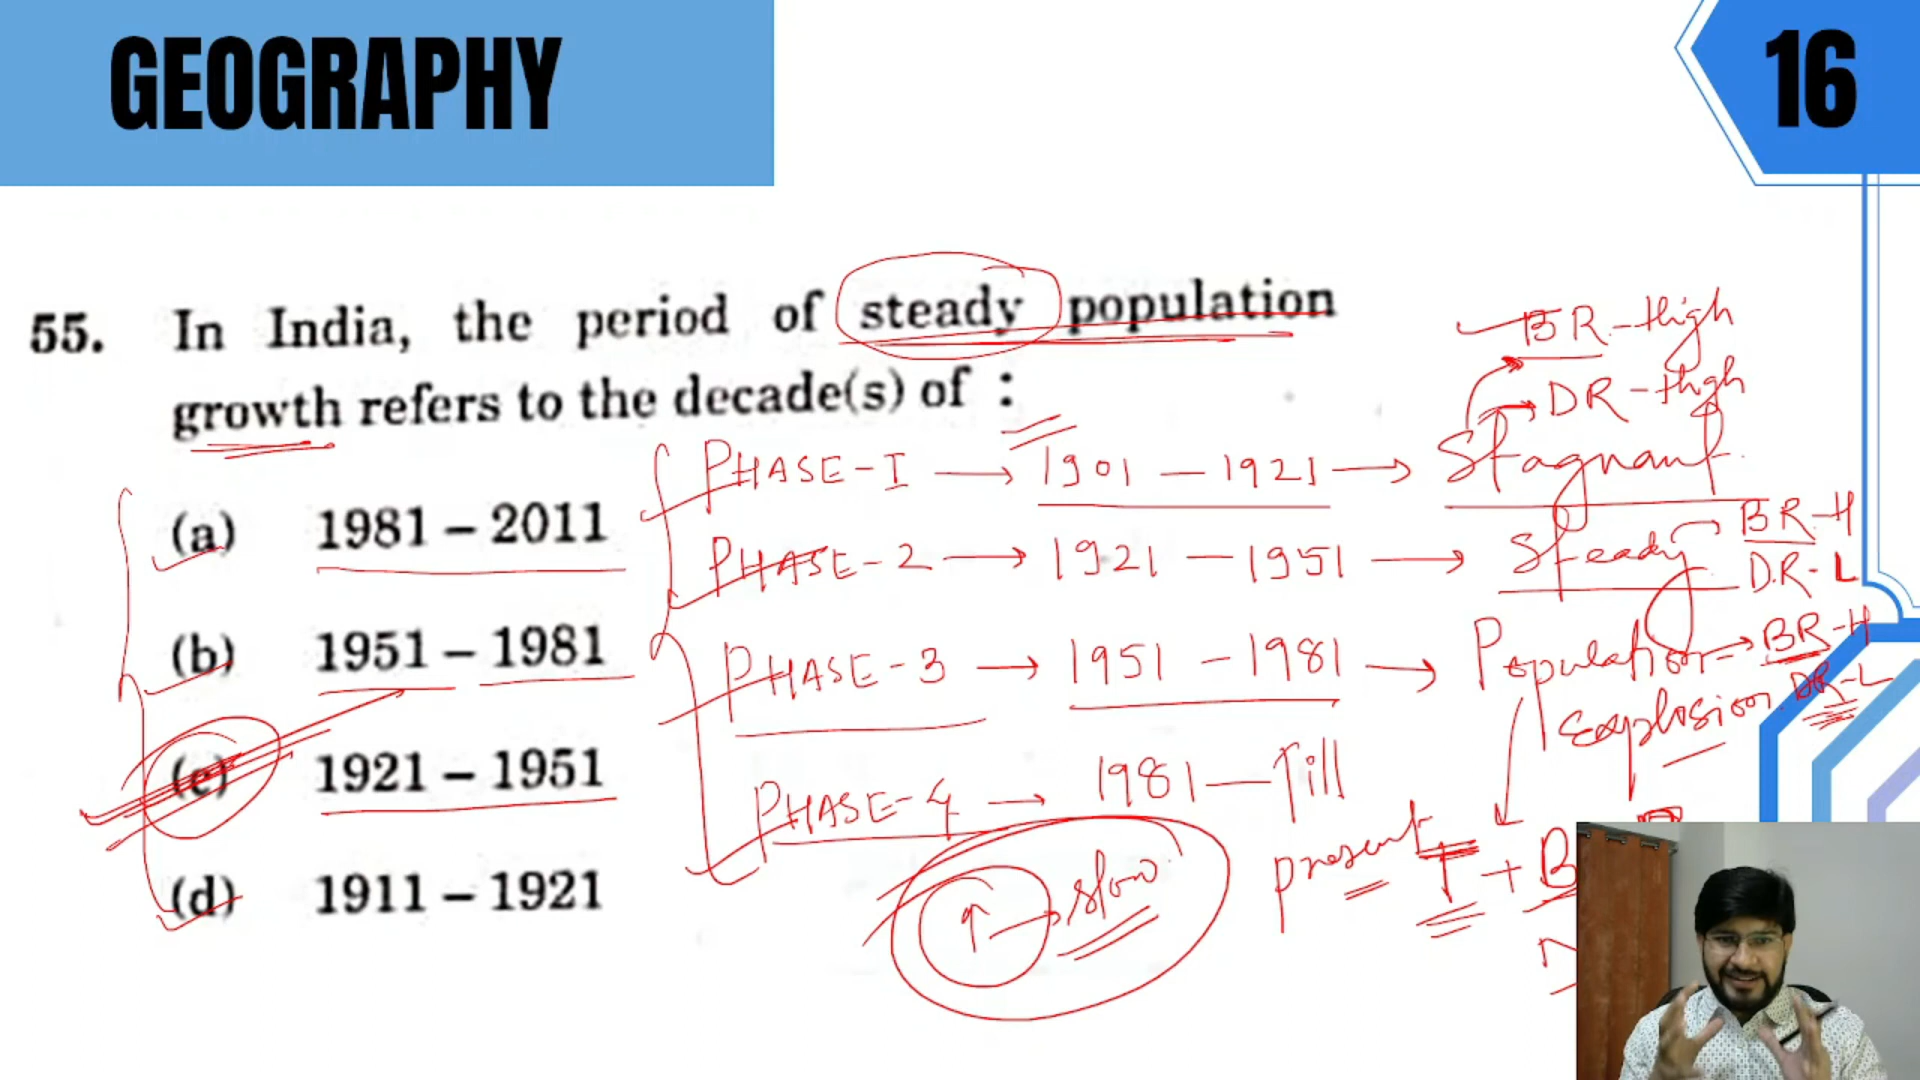 GEOGRAPHY
16
55. In India, the period of steady population
growth refers to the decade(s) of :
(a) 1981 – 2011
(b) 1951 – 1981
(c) 1921 – 1951
(d) 1911 – 1921
BR - High
DR - High
PHASE-I → 1901 – 1921 → Stagnant
PHASE-2 → 1921 – 1951 → Steady
BR-H
DR-L
PHASE-3 → 1951 – 1981 → Population
Explosion
BR-H
DR-L
PHASE-4 → 1981 – Till
present
↑ → slow
+ B